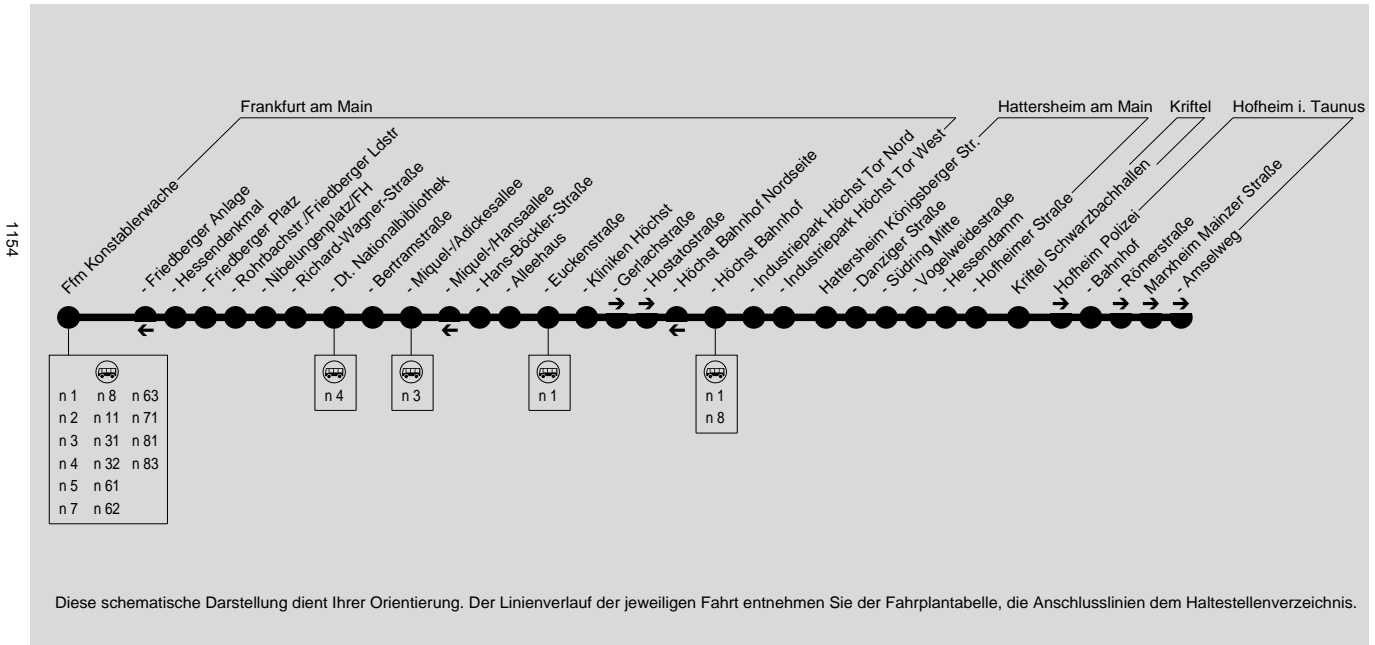 1154
Frankfurt am Main
Hattersheim am Main
Kriftel
Hofheim i. Taunus
Ffm Konstablerwache
- Friedberger Anlage
- Hessendenkmal
- Friedberger Platz
- Rohrbachstr./Friedberger Ldstr
- Nibelungenplatz/FH
- Richard-Wagner-Straße
- Dt. Nationalbibliothek
- Bertramstraße
- Miquel-/Adickesallee
- Miquel-/Hansaallee
- Hans-Böckler-Straße
- Alleehaus
- Euckenstraße
- Kliniken Höchst
- Gerlachstraße
- Hostatostraße
- Höchst Bahnhof Nordseite
- Höchst Bahnhof
- Industriepark Höchst Tor Nord
- Industriepark Höchst Tor West
Hattersheim Königsberger Str.
- Danziger Straße
- Südring Mitte
- Vogelweidestraße
- Hessendamm
- Hofheimer Straße
Kriftel Schwarzbachhallen
Hofheim Polizei
- Bahnhof
- Römerstraße
Marxheim Mainzer Straße
- Amselweg
n 1 n 8 n 63
n 2 n 11 n 71
n 3 n 31 n 81
n 4 n 32 n 83
n 5 n 61
n 7 n 62
n 4
n 3
n 1
n 1
n 8
Diese schematische Darstellung dient Ihrer Orientierung. Der Linienverlauf der jeweiligen Fahrt entnehmen Sie der Fahrplantabelle, die Anschlusslinien dem Haltestellenverzeichnis.